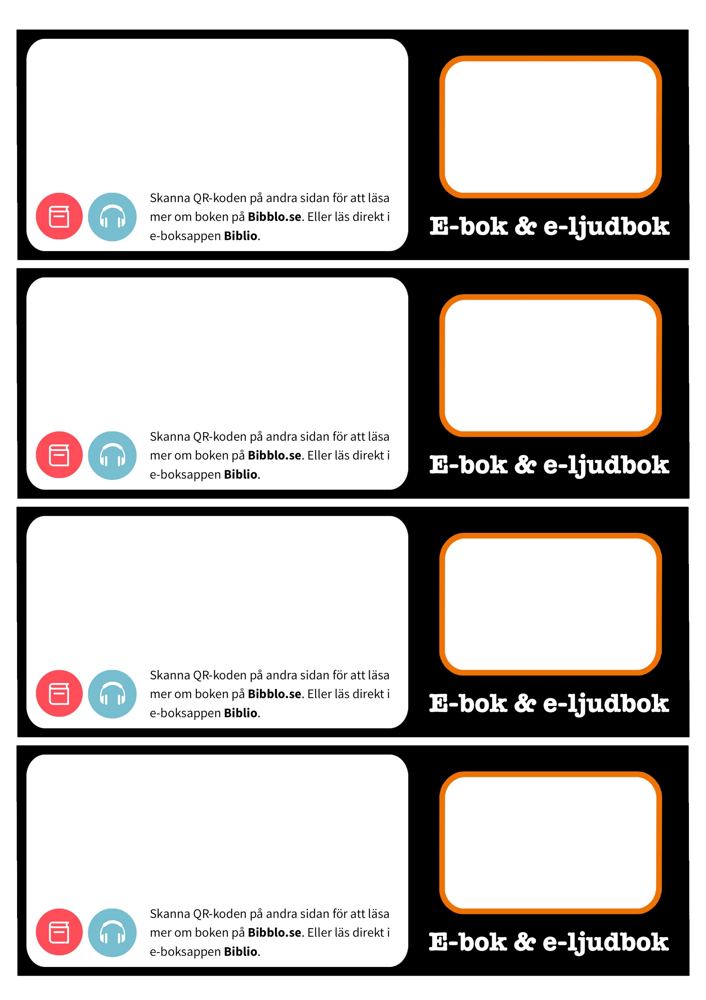 Skanna QR-koden på andra sidan för att läsa
mer om boken på Bibblo.se. Eller läs direkt i
e-boksappen Biblio.
E-bok & e-ljudbok
Skanna QR-koden på andra sidan för att läsa
mer om boken på Bibblo.se. Eller läs direkt i
e-boksappen Biblio.
E-bok & e-ljudbok
Skanna QR-koden på andra sidan för att läsa
mer om boken på Bibblo.se. Eller läs direkt i
e-boksappen Biblio.
E-bok & e-ljudbok
Skanna QR-koden på andra sidan för att läsa
mer om boken på Bibblo.se. Eller läs direkt i
e-boksappen Biblio.
E-bok & e-ljudbok